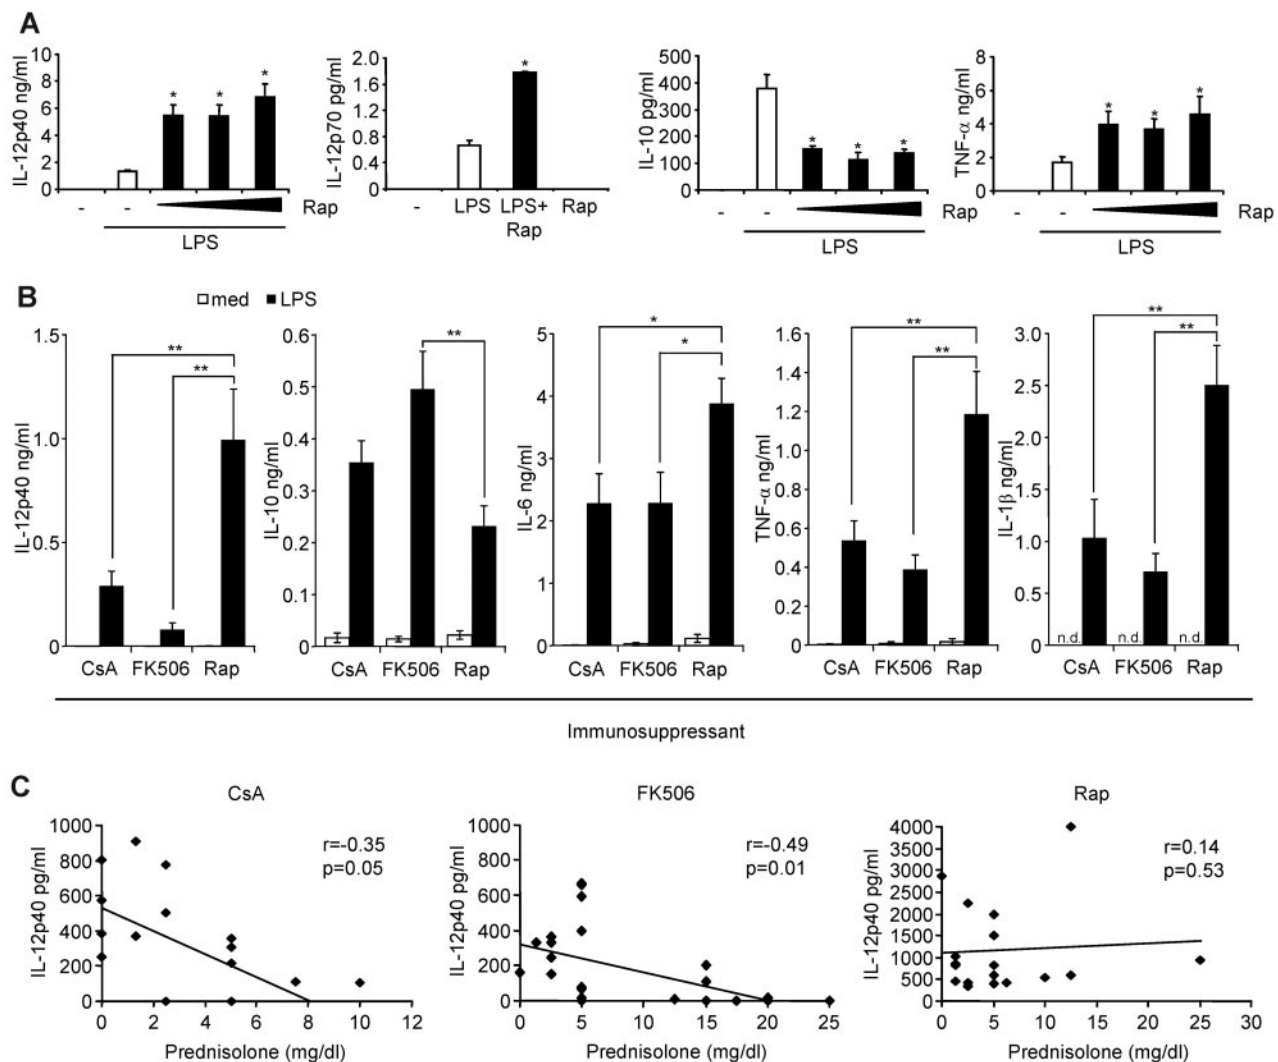 A
IL-12p40 ng/ml
10
8
6
4
2
0
* * *
- - Rap
LPS
IL-12p70 pg/ml
2.0
1.6
1.2
0.8
0.4
0
*
- LPS LPS+ Rap
Rap
IL-10 pg/ml
500
400
300
200
100
0
* * *
- - Rap
LPS
TNF-α ng/ml
8
6
4
2
0
* * *
- - Rap
LPS
B
med LPS
IL-12p40 ng/ml
1.5
1.0
0.5
0
**
**
CsA FK506 Rap
IL-10 ng/ml
0.6
0.5
0.4
0.3
0.2
0.1
0
**
CsA FK506 Rap
IL-6 ng/ml
5
4
3
2
1
0
*
*
CsA FK506 Rap
TNF-α ng/ml
1.6
1.4
1.2
1.0
0.8
0.6
0.4
0.2
0
**
**
CsA FK506 Rap
IL-1β ng/ml
3.0
2.5
2.0
1.5
1.0
0.5
0
**
**
n.d. n.d. n.d.
CsA FK506 Rap
Immunosuppressant
C
CsA
IL-12p40 pg/ml
1000
800
600
400
200
0
r=-0.35
p=0.05
0 2 4 6 8 10 12
Prednisolone (mg/dl)
FK506
IL-12p40 pg/ml
1000
800
600
400
200
0
r=-0.49
p=0.01
0 5 10 15 20 25
Prednisolone (mg/dl)
Rap
IL-12p40 pg/ml
4000
3500
3000
2500
2000
1500
1000
500
0
r=0.14
p=0.53
0 5 10 15 20 25 30
Prednisolone (mg/dl)